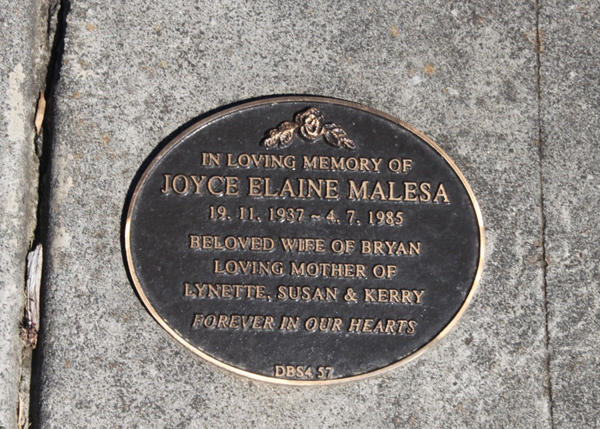 IN LOVING MEMORY OF
JOYCE ELAINE MALESA
19. 11. 1937 ~ 4. 7. 1985
BELOVED WIFE OF BRYAN
LOVING MOTHER OF
LYNETTE, SUSAN & KERRY
FOREVER IN OUR HEARTS
DBS4 57